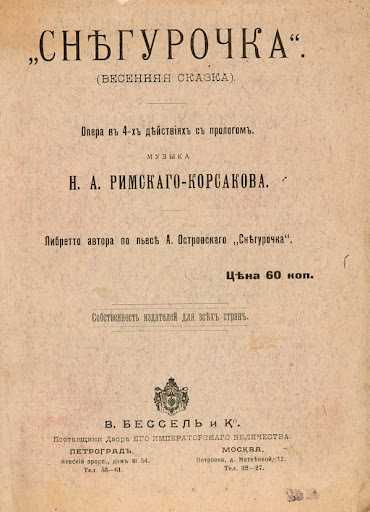 „СНѢГУРОЧКА“.
(ВЕСЕННЯЯ СКАЗКА).
Опера въ 4-хъ дѣйствіяхъ съ прологомъ.
МУЗЫКА
Н. А. РИМСКАГО-КОРСАКОВА.
Либретто автора по пьесѣ А. Островскаго „Снѣгурочка“.
Цѣна 60 коп.
Собственность издателей для всѣхъ странъ.
В. БЕССЕЛЬ и Ко.
Поставщики Двора ЕГО ИМПЕРАТОРСКАГО ВЕЛИЧЕСТВА.
ПЕТРОГРАДЪ.
Невскій просп., домъ № 54.
Тел. 53—61.
МОСКВА.
Петровка, д. Матвѣевой, 12.
Тел. 32—27.